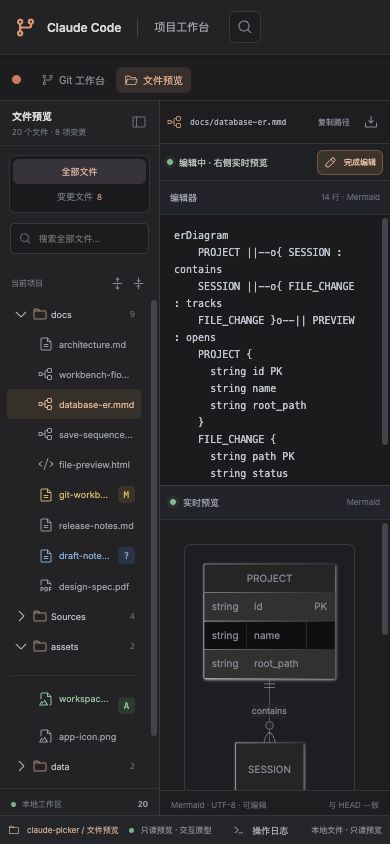 Claude Code
项目工作台
Git 工作台
文件预览
文件预览
20 个文件 · 8 项变更
全部文件
变更文件 8
搜索全部文件...
当前项目
docs 9
architecture.md
workbench-flo...
database-er.mmd
save-sequence...
file-preview.html
git-workb... M
release-notes.md
draft-note... ?
PDF design-spec.pdf
Sources 4
assets 2
workspac... A
app-icon.png
data 2
本地工作区 20
docs/database-er.mmd
复制路径
编辑中 · 右侧实时预览
完成编辑
编辑器
14 行 · Mermaid
erDiagram
PROJECT ||--o{ SESSION :
contains
SESSION ||--o{ FILE_CHANGE
: tracks
FILE_CHANGE }o--|| PREVIEW
: opens
PROJECT {
string id PK
string name
string root_path
}
FILE_CHANGE {
string path PK
string status
实时预览
Mermaid
PROJECT
string id PK
string name
string root_path
contains
SESSION
Mermaid · UTF-8 · 可编辑
与 HEAD 一致
claude-picker / 文件预览
只读预览 · 交互原型
操作日志
本地文件 · 只读预览